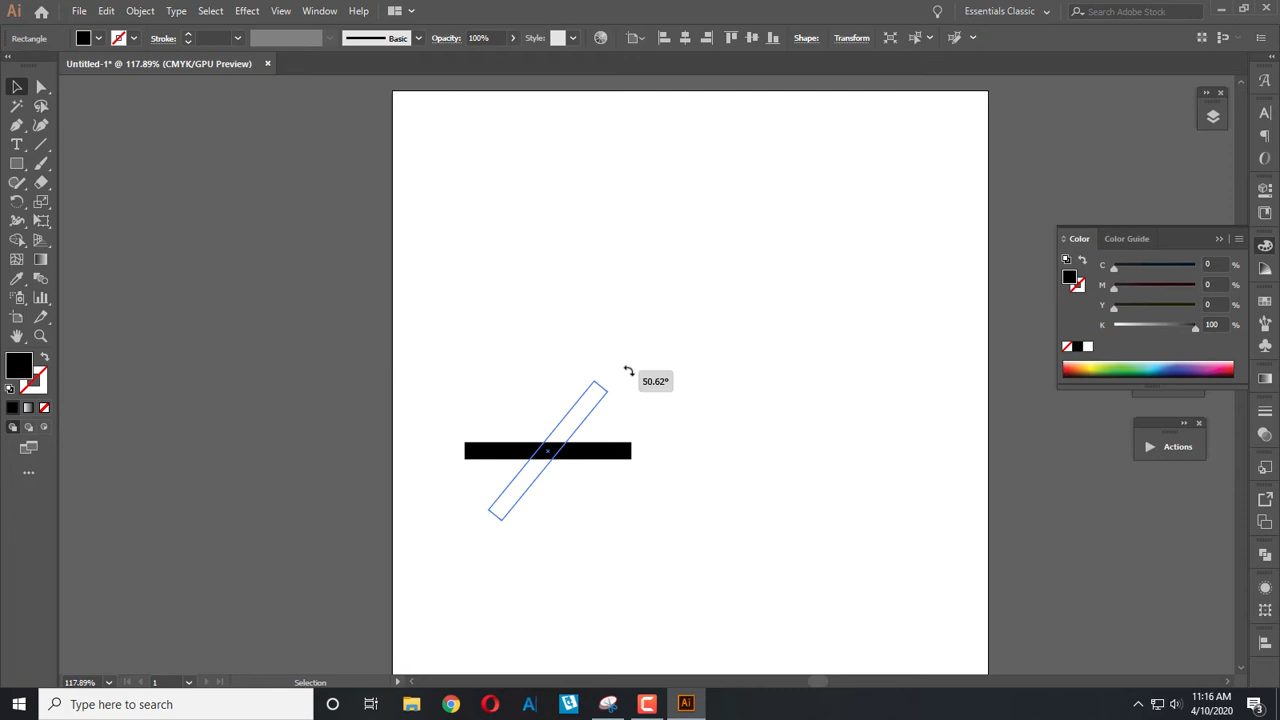 Ai File Edit Object Type Select Effect View Window Help Essentials Classic Search Adobe Stock
Rectangle Stroke: Basic Opacity: 100% Style: Shape: Transform
Untitled-1* @ 117.89% (CMYK/GPU Preview)
Color Color Guide
C 0 %
M 0 %
Y 0 %
K 100 %
50.62°
Actions
117.89% 1 Selection
Type here to search
Ai
11:16 AM
4/10/2020
3